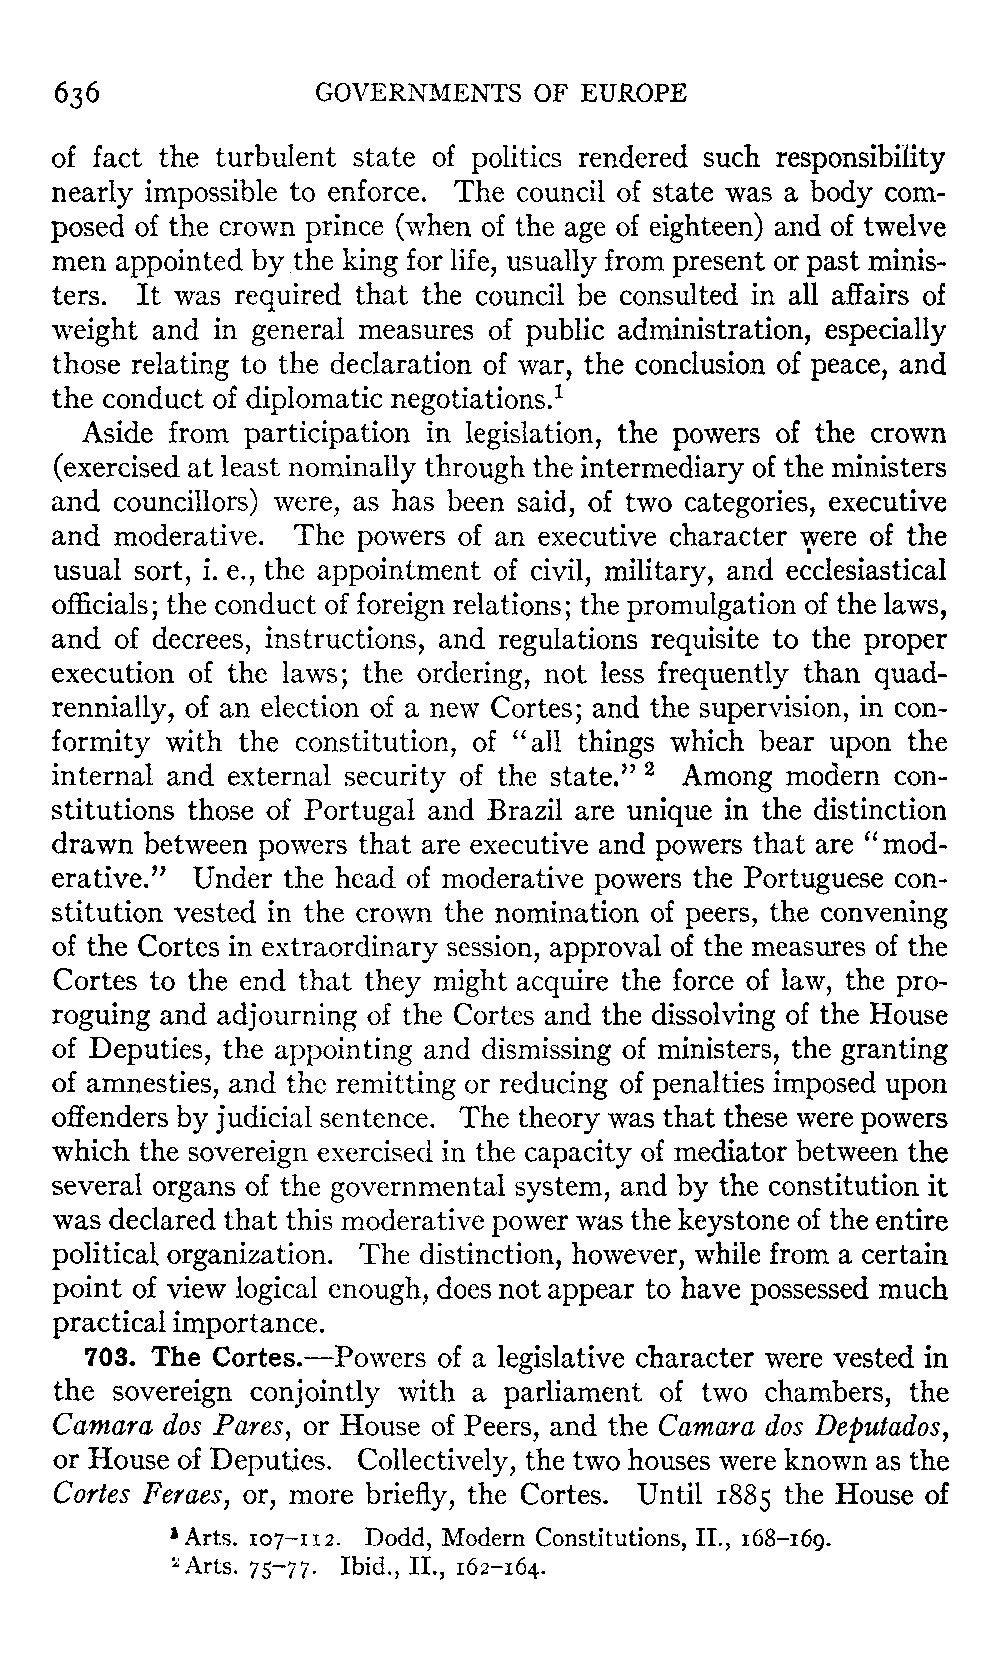 636 GOVERNMENTS OF EUROPE
of fact the turbulent state of politics rendered such responsibility
nearly impossible to enforce. The council of state was a body com-
posed of the crown prince (when of the age of eighteen) and of twelve
men appointed by the king for life, usually from present or past minis-
ters. It was required that the council be consulted in all affairs of
weight and in general measures of public administration, especially
those relating to the declaration of war, the conclusion of peace, and
the conduct of diplomatic negotiations.¹
Aside from participation in legislation, the powers of the crown
(exercised at least nominally through the intermediary of the ministers
and councillors) were, as has been said, of two categories, executive
and moderative. The powers of an executive character were of the
usual sort, i. e., the appointment of civil, military, and ecclesiastical
officials; the conduct of foreign relations; the promulgation of the laws,
and of decrees, instructions, and regulations requisite to the proper
execution of the laws; the ordering, not less frequently than quad-
rennially, of an election of a new Cortes; and the supervision, in con-
formity with the constitution, of “all things which bear upon the
internal and external security of the state.” ² Among modern con-
stitutions those of Portugal and Brazil are unique in the distinction
drawn between powers that are executive and powers that are “mod-
erative.” Under the head of moderative powers the Portuguese con-
stitution vested in the crown the nomination of peers, the convening
of the Cortes in extraordinary session, approval of the measures of the
Cortes to the end that they might acquire the force of law, the pro-
roguing and adjourning of the Cortes and the dissolving of the House
of Deputies, the appointing and dismissing of ministers, the granting
of amnesties, and the remitting or reducing of penalties imposed upon
offenders by judicial sentence. The theory was that these were powers
which the sovereign exercised in the capacity of mediator between the
several organs of the governmental system, and by the constitution it
was declared that this moderative power was the keystone of the entire
political organization. The distinction, however, while from a certain
point of view logical enough, does not appear to have possessed much
practical importance.
703. The Cortes.—Powers of a legislative character were vested in
the sovereign conjointly with a parliament of two chambers, the
Camara dos Pares, or House of Peers, and the Camara dos Deputados,
or House of Deputies. Collectively, the two houses were known as the
Cortes Feraes, or, more briefly, the Cortes. Until 1885 the House of
¹ Arts. 107–112. Dodd, Modern Constitutions, II., 168–169.
² Arts. 75–77. Ibid., II., 162–164.